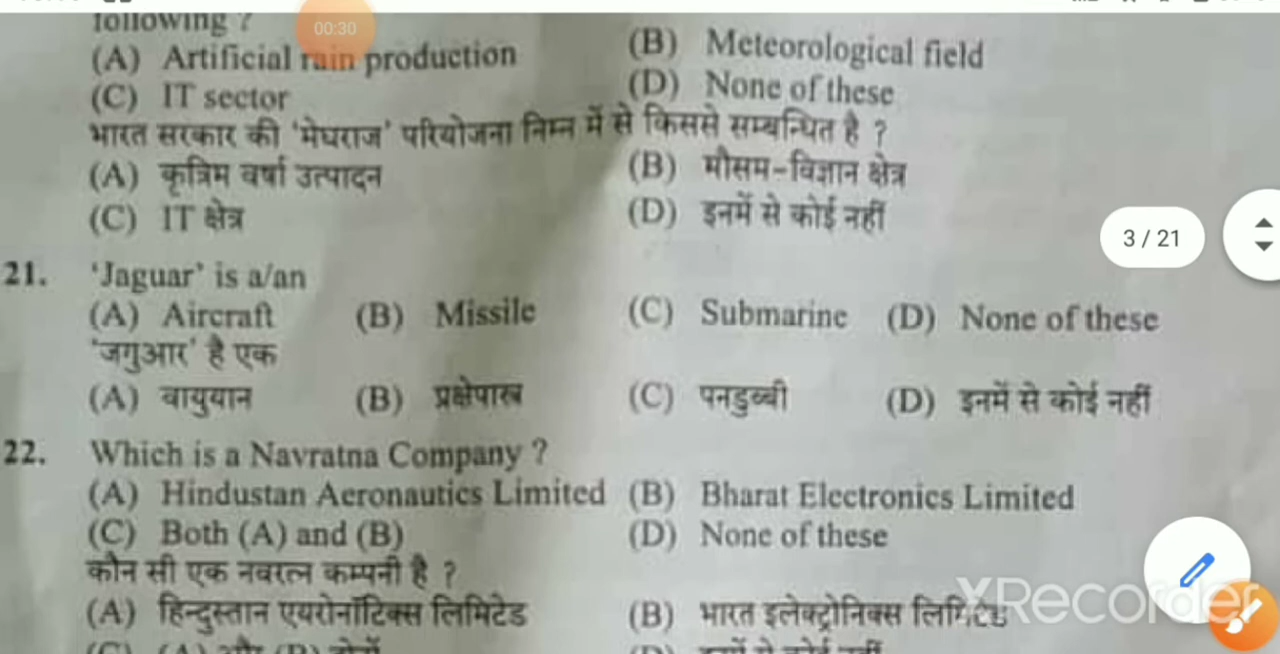 following ?
00:30
(A) Artificial rain production (B) Meteorological field
(C) IT sector (D) None of these
भारत सरकार की 'मेघराज' परियोजना निम्न में से किससे सम्बन्धित है ?
(A) कृत्रिम वर्षा उत्पादन (B) मौसम-विज्ञान क्षेत्र
(C) IT क्षेत्र (D) इनमें से कोई नहीं
3 / 21
21. 'Jaguar' is a/an
(A) Aircraft (B) Missile (C) Submarine (D) None of these
'जगुआर' है एक
(A) वायुयान (B) प्रक्षेपास्त्र (C) पनडुब्बी (D) इनमें से कोई नहीं
22. Which is a Navratna Company ?
(A) Hindustan Aeronautics Limited (B) Bharat Electronics Limited
(C) Both (A) and (B) (D) None of these
कौन सी एक नवरत्न कम्पनी है ?
(A) हिन्दुस्तान एयरोनॉटिक्स लिमिटेड (B) भारत इलेक्ट्रोनिक्स लिमिटेड
XRecorder
(C) (A) और (B) दोनों (D) इनमें से कोई नहीं